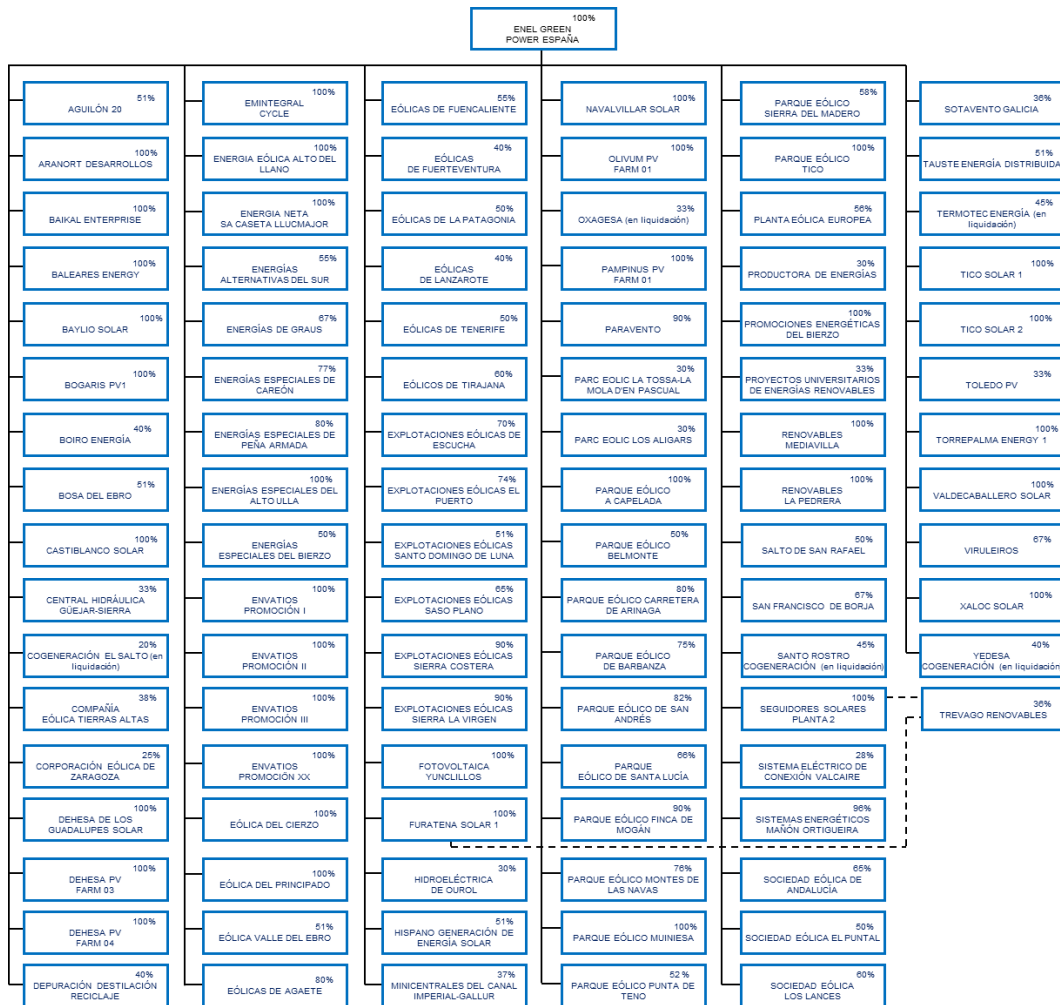 100%
ENEL GREEN
POWER ESPAÑA
51%
AGUILÓN 20
100%
ARANORT DESARROLLOS
100%
BAIKAL ENTERPRISE
100%
BALEARES ENERGY
100%
BAYLIO SOLAR
100%
BOGARIS PV1
40%
BOIRO ENERGÍA
51%
BOSA DEL EBRO
100%
CASTIBLANCO SOLAR
33%
CENTRAL HIDRÁULICA
GÜEJAR-SIERRA
20%
COGENERACIÓN EL SALTO (en
liquidación)
38%
COMPAÑÍA
EÓLICA TIERRAS ALTAS
25%
CORPORACIÓN EÓLICA DE
ZARAGOZA
100%
DEHESA DE LOS
GUADALUPES SOLAR
100%
DEHESA PV
FARM 03
100%
DEHESA PV
FARM 04
40%
DEPURACIÓN DESTILACIÓN
RECICLAJE
100%
EMINTEGRAL
CYCLE
100%
ENERGIA EÓLICA ALTO DEL
LLANO
100%
ENERGIA NETA
SA CASETA LLUCMAJOR
55%
ENERGÍAS
ALTERNATIVAS DEL SUR
67%
ENERGÍAS DE GRAUS
77%
ENERGÍAS ESPECIALES DE
CAREÓN
80%
ENERGÍAS ESPECIALES DE
PEÑA ARMADA
100%
ENERGÍAS ESPECIALES DEL
ALTO ULLA
50%
ENERGÍAS
ESPECIALES DEL BIERZO
100%
ENVATIOS
PROMOCIÓN I
100%
ENVATIOS
PROMOCIÓN II
100%
ENVATIOS
PROMOCIÓN III
100%
ENVATIOS
PROMOCIÓN XX
100%
EÓLICA DEL CIERZO
100%
EÓLICA DEL PRINCIPADO
51%
EÓLICA VALLE DEL EBRO
80%
EÓLICAS DE AGAETE
55%
EÓLICAS DE FUENCALIENTE
40%
EÓLICAS
DE FUERTEVENTURA
50%
EÓLICAS DE LA PATAGONIA
40%
EÓLICAS
DE LANZAROTE
50%
EÓLICAS DE TENERIFE
60%
EÓLICOS DE TIRAJANA
70%
EXPLOTACIONES EÓLICAS DE
ESCUCHA
74%
EXPLOTACIONES EÓLICAS EL
PUERTO
51%
EXPLOTACIONES EÓLICAS
SANTO DOMINGO DE LUNA
65%
EXPLOTACIONES EÓLICAS
SASO PLANO
90%
EXPLOTACIONES EÓLICAS
SIERRA COSTERA
90%
EXPLOTACIONES EÓLICAS
SIERRA LA VIRGEN
100%
FOTOVOLTAICA
YUNCLILLOS
100%
FURATENA SOLAR 1
30%
HIDROELÉCTRICA
DE OUROL
51%
HISPANO GENERACIÓN DE
ENERGÍA SOLAR
37%
MINICENTRALES DEL CANAL
IMPERIAL-GALLUR
100%
NAVALVILLAR SOLAR
100%
OLIVUM PV
FARM 01
33%
OXAGESA (en liquidación)
100%
PAMPINUS PV
FARM 01
90%
PARAVENTO
30%
PARC EOLIC LA TOSSA-LA
MOLA D'EN PASCUAL
30%
PARC EOLIC LOS ALIGARS
100%
PARQUE EÓLICO
A CAPELADA
50%
PARQUE EÓLICO
BELMONTE
80%
PARQUE EÓLICO CARRETERA
DE ARINAGA
75%
PARQUE EÓLICO
DE BARBANZA
82%
PARQUE EÓLICO DE SAN
ANDRÉS
66%
PARQUE
EÓLICO DE SANTA LUCÍA
90%
PARQUE EÓLICO FINCA DE
MOGÁN
76%
PARQUE EÓLICO MONTES DE
LAS NAVAS
100%
PARQUE EÓLICO MUINIESA
52%
PARQUE EÓLICO PUNTA DE
TENO
58%
PARQUE EÓLICO
SIERRA DEL MADERO
100%
PARQUE EÓLICO
TICO
56%
PLANTA EÓLICA EUROPEA
30%
PRODUCTORA DE ENERGÍAS
100%
PROMOCIONES ENERGÉTICAS
DEL BIERZO
33%
PROYECTOS UNIVERSITARIOS
DE ENERGÍAS RENOVABLES
100%
RENOVABLES
MEDIAVILLA
100%
RENOVABLES
LA PEDRERA
50%
SALTO DE SAN RAFAEL
67%
SAN FRANCISCO DE BORJA
45%
SANTO ROSTRO
COGENERACIÓN (en liquidación)
100%
SEGUIDORES SOLARES
PLANTA 2
28%
SISTEMA ELÉCTRICO DE
CONEXIÓN VALCAIRE
96%
SISTEMAS ENERGÉTICOS
MAÑÓN ORTIGUEIRA
65%
SOCIEDAD EÓLICA DE
ANDALUCÍA
50%
SOCIEDAD EÓLICA EL PUNTAL
60%
SOCIEDAD EÓLICA
LOS LANCES
36%
SOTAVENTO GALICIA
51%
TAUSTE ENERGÍA DISTRIBUIDA
45%
TERMOTEC ENERGÍA (en
liquidación)
100%
TICO SOLAR 1
100%
TICO SOLAR 2
33%
TOLEDO PV
100%
TORREPALMA ENERGY 1
100%
VALDECABALLERO SOLAR
67%
VIRULEIROS
100%
XALOC SOLAR
40%
YEDESA
COGENERACIÓN (en liquidación)
36%
TREVAGO RENOVABLES